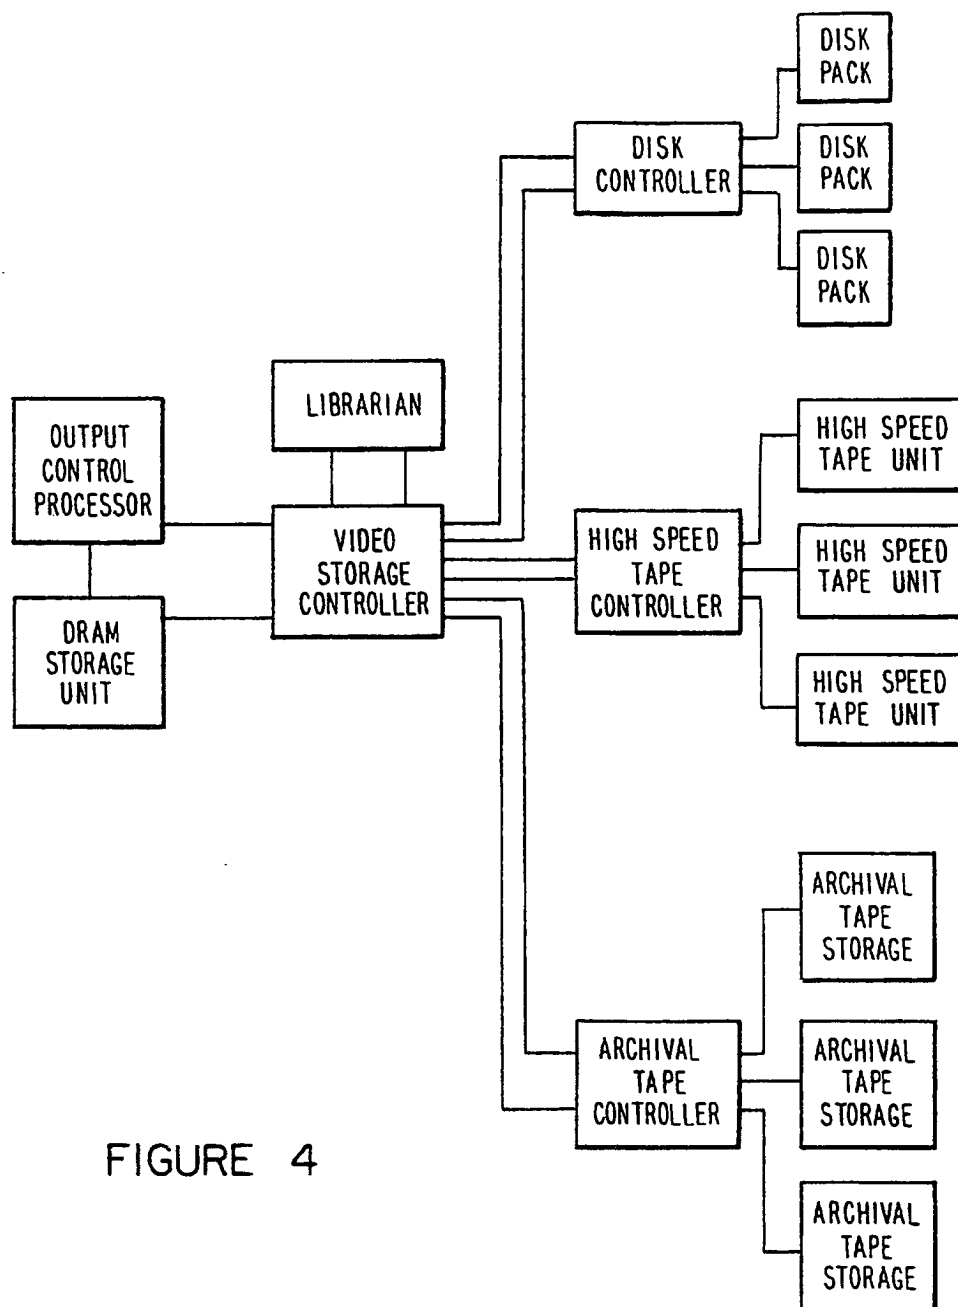 DISK
PACK
DISK
CONTROLLER
DISK
PACK
DISK
PACK
LIBRARIAN
OUTPUT
CONTROL
PROCESSOR
VIDEO
STORAGE
CONTROLLER
DRAM
STORAGE
UNIT
HIGH SPEED
TAPE
CONTROLLER
HIGH SPEED
TAPE UNIT
HIGH SPEED
TAPE UNIT
HIGH SPEED
TAPE UNIT
ARCHIVAL
TAPE
STORAGE
ARCHIVAL
TAPE
CONTROLLER
ARCHIVAL
TAPE
STORAGE
ARCHIVAL
TAPE
STORAGE
FIGURE 4